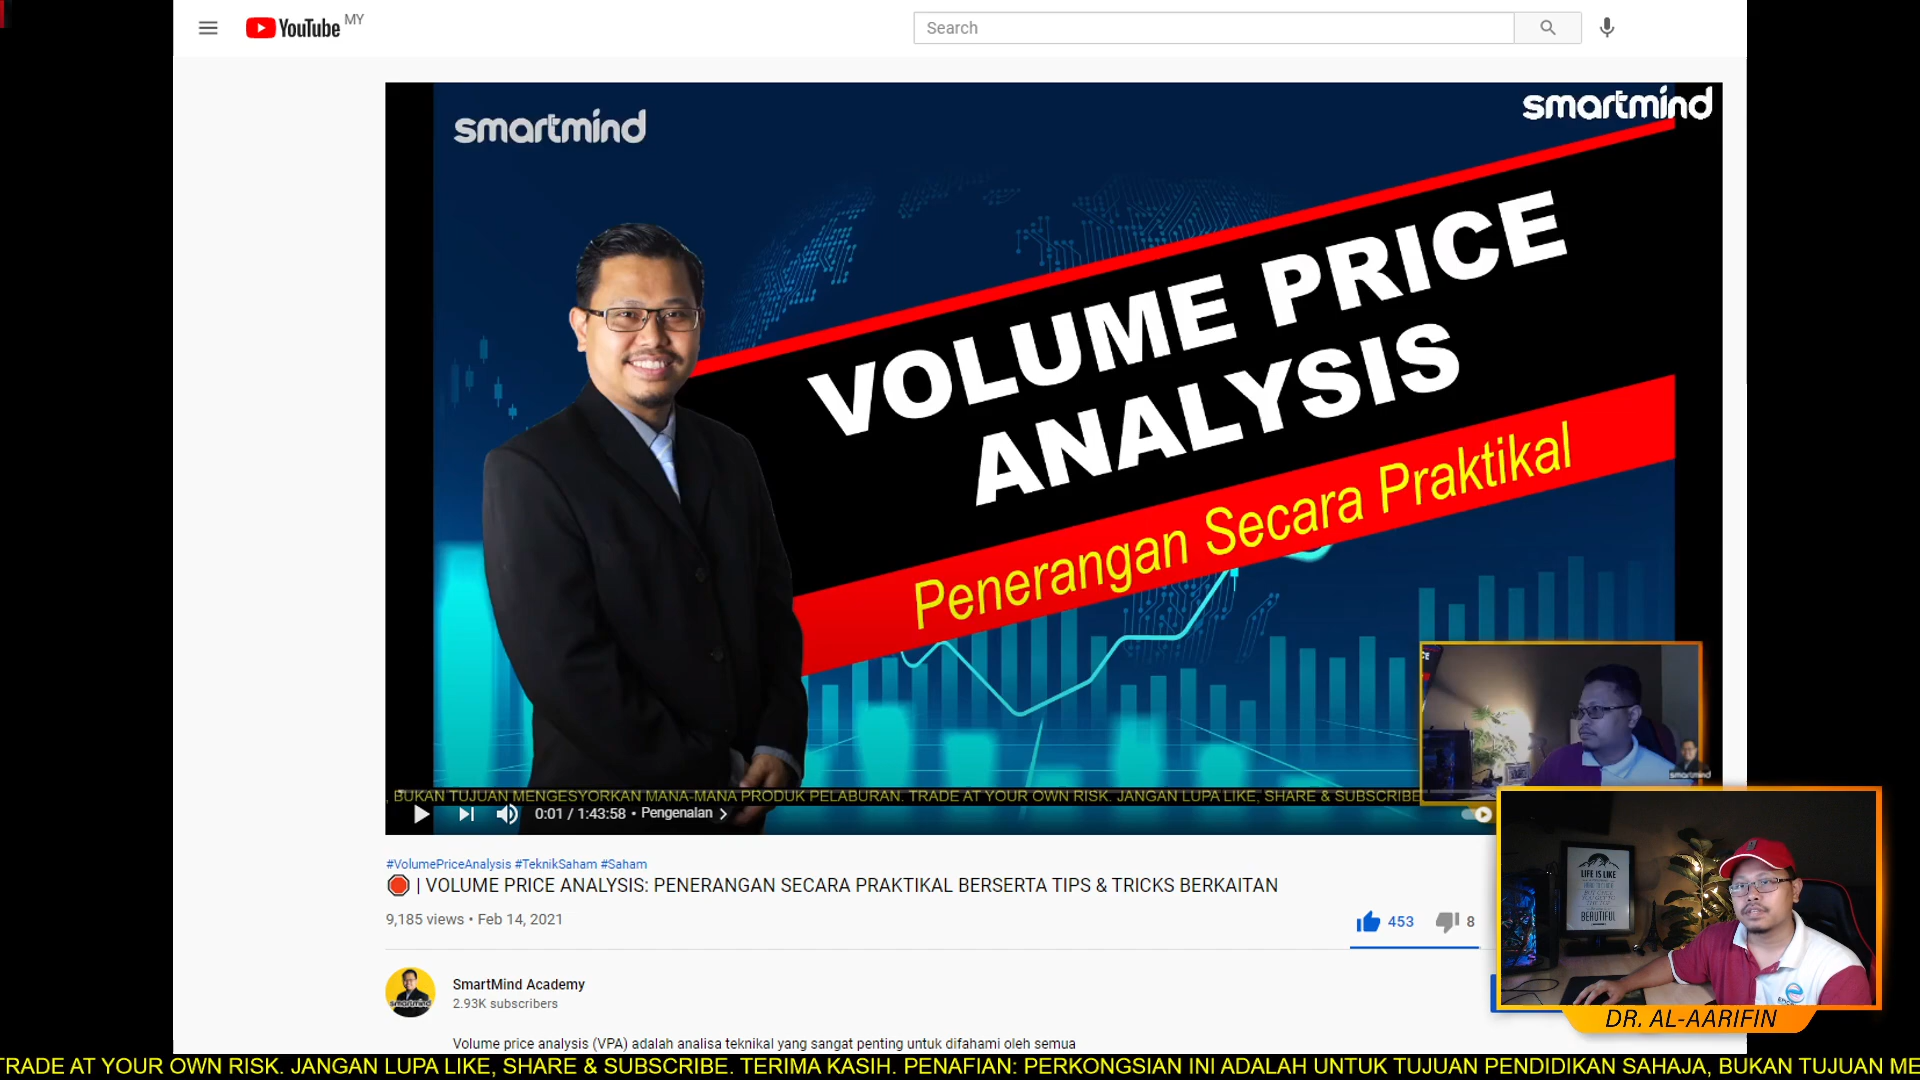 YouTube MY
Search
smartmind
smartmind
VOLUME PRICE
ANALYSIS
Penerangan Secara Praktikal
, BUKAN TUJUAN MENGESYORKAN MANA-MANA PRODUK PELABURAN. TRADE AT YOUR OWN RISK. JANGAN LUPA LIKE, SHARE & SUBSCRIBE
smartmind
0:01 / 1:43:58 • Pengenalan
#VolumePriceAnalysis #TeknikSaham #Saham
| VOLUME PRICE ANALYSIS: PENERANGAN SECARA PRAKTIKAL BERSERTA TIPS & TRICKS BERKAITAN
9,185 views • Feb 14, 2021
453
8
LIFE IS LIKE
BEAUTIFUL
SmartMind Academy
2.93K subscribers
DR. AL-AARIFIN
Volume price analysis (VPA) adalah analisa teknikal yang sangat penting untuk difahami oleh semua
TRADE AT YOUR OWN RISK. JANGAN LUPA LIKE, SHARE & SUBSCRIBE. TERIMA KASIH. PENAFIAN: PERKONGSIAN INI ADALAH UNTUK TUJUAN PENDIDIKAN SAHAJA, BUKAN TUJUAN ME